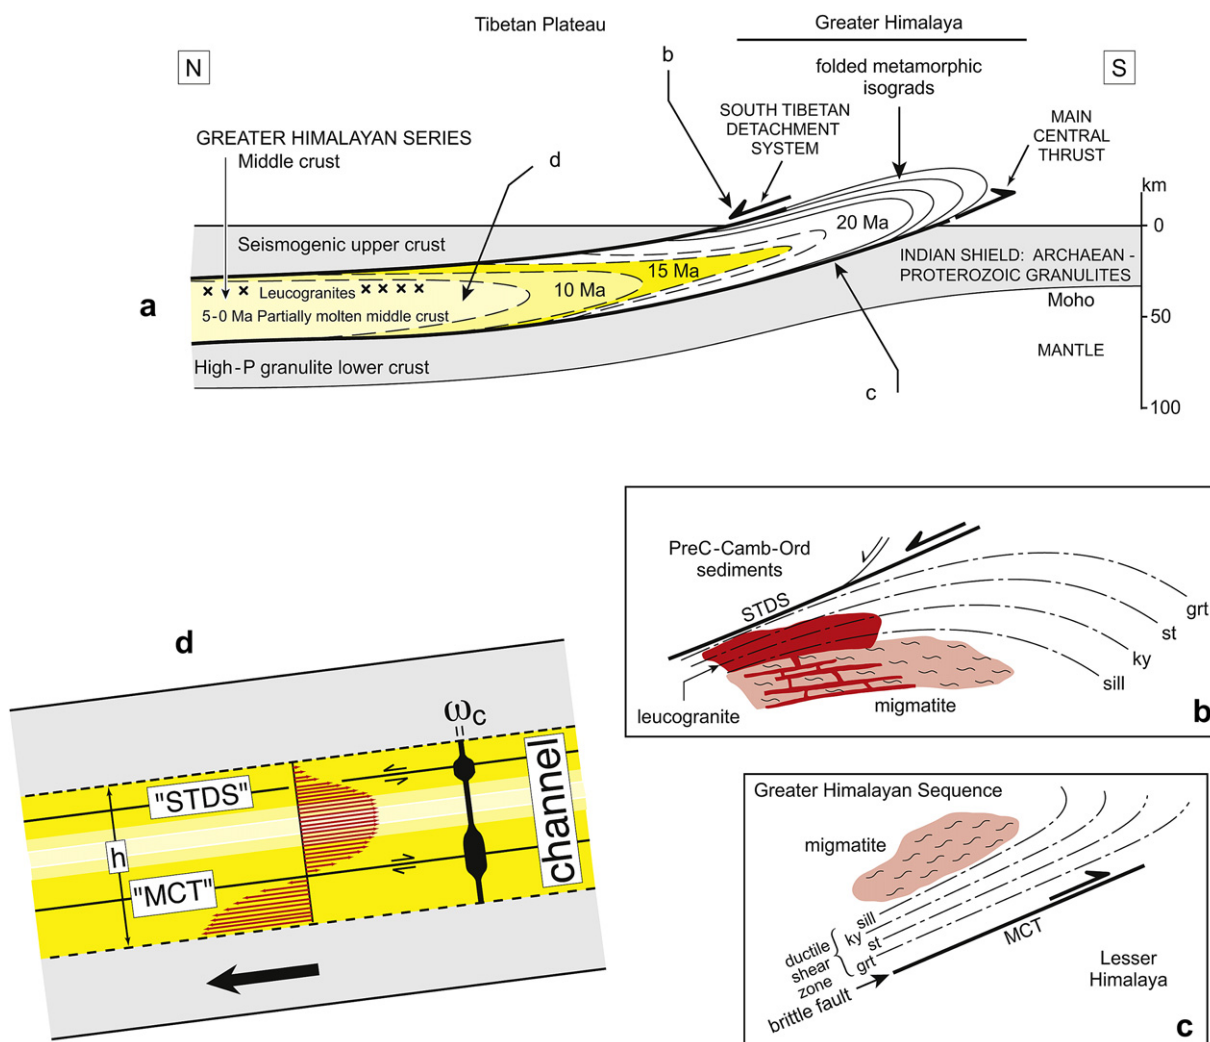 Tibetan Plateau
Greater Himalaya
N
b
folded metamorphic
isograds
S
SOUTH TIBETAN
DETACHMENT
SYSTEM
MAIN
CENTRAL
THRUST
GREATER HIMALAYAN SERIES
Middle crust
d
km
0
50
100
20 Ma
Seismogenic upper crust
INDIAN SHIELD: ARCHAEAN -
PROTEROZOIC GRANULITES
15 Ma
10 Ma
Leucogranites
5-0 Ma Partially molten middle crust
a
Moho
MANTLE
High-P granulite lower crust
c
PreC-Camb-Ord
sediments
STDS
grt
st
ky
sill
leucogranite
migmatite
b
d
ωc
"STDS"
h
"MCT"
channel
Greater Himalayan Sequence
migmatite
sill
ky
st
grt
ductile
shear
zone
brittle fault
MCT
Lesser
Himalaya
c